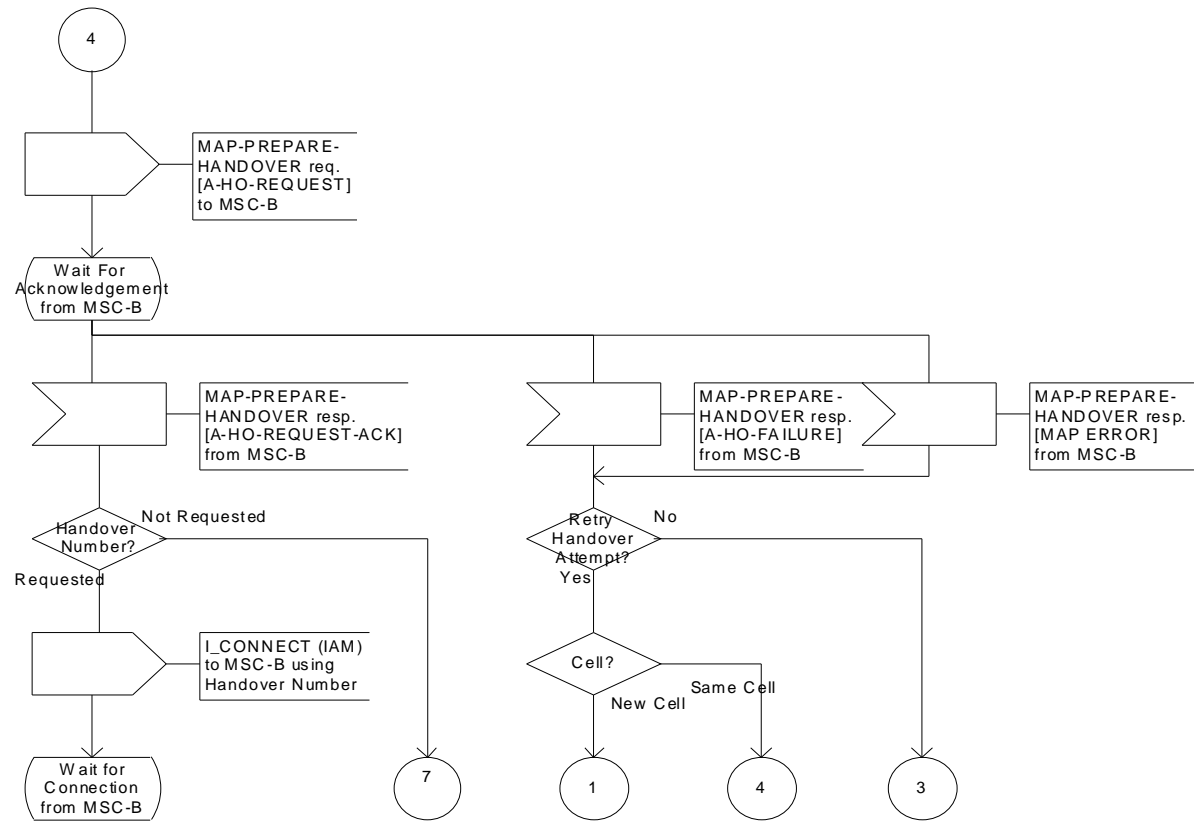 4
MAP-PREPARE-
HANDOVER req.
[A-HO-REQUEST]
to MSC-B
Wait For
Acknowledgement
from MSC-B
MAP-PREPARE-
HANDOVER resp.
[A-HO-REQUEST-ACK]
from MSC-B
MAP-PREPARE-
HANDOVER resp.
[A-HO-FAILURE]
from MSC-B
MAP-PREPARE-
HANDOVER resp.
[MAP ERROR]
from MSC-B
Handover
Number?
Not Requested
Requested
Retry
Handover
Attempt?
No
Yes
I_CONNECT (IAM)
to MSC-B using
Handover Number
Cell?
Same Cell
New Cell
Wait for
Connection
from MSC-B
7
1
4
3